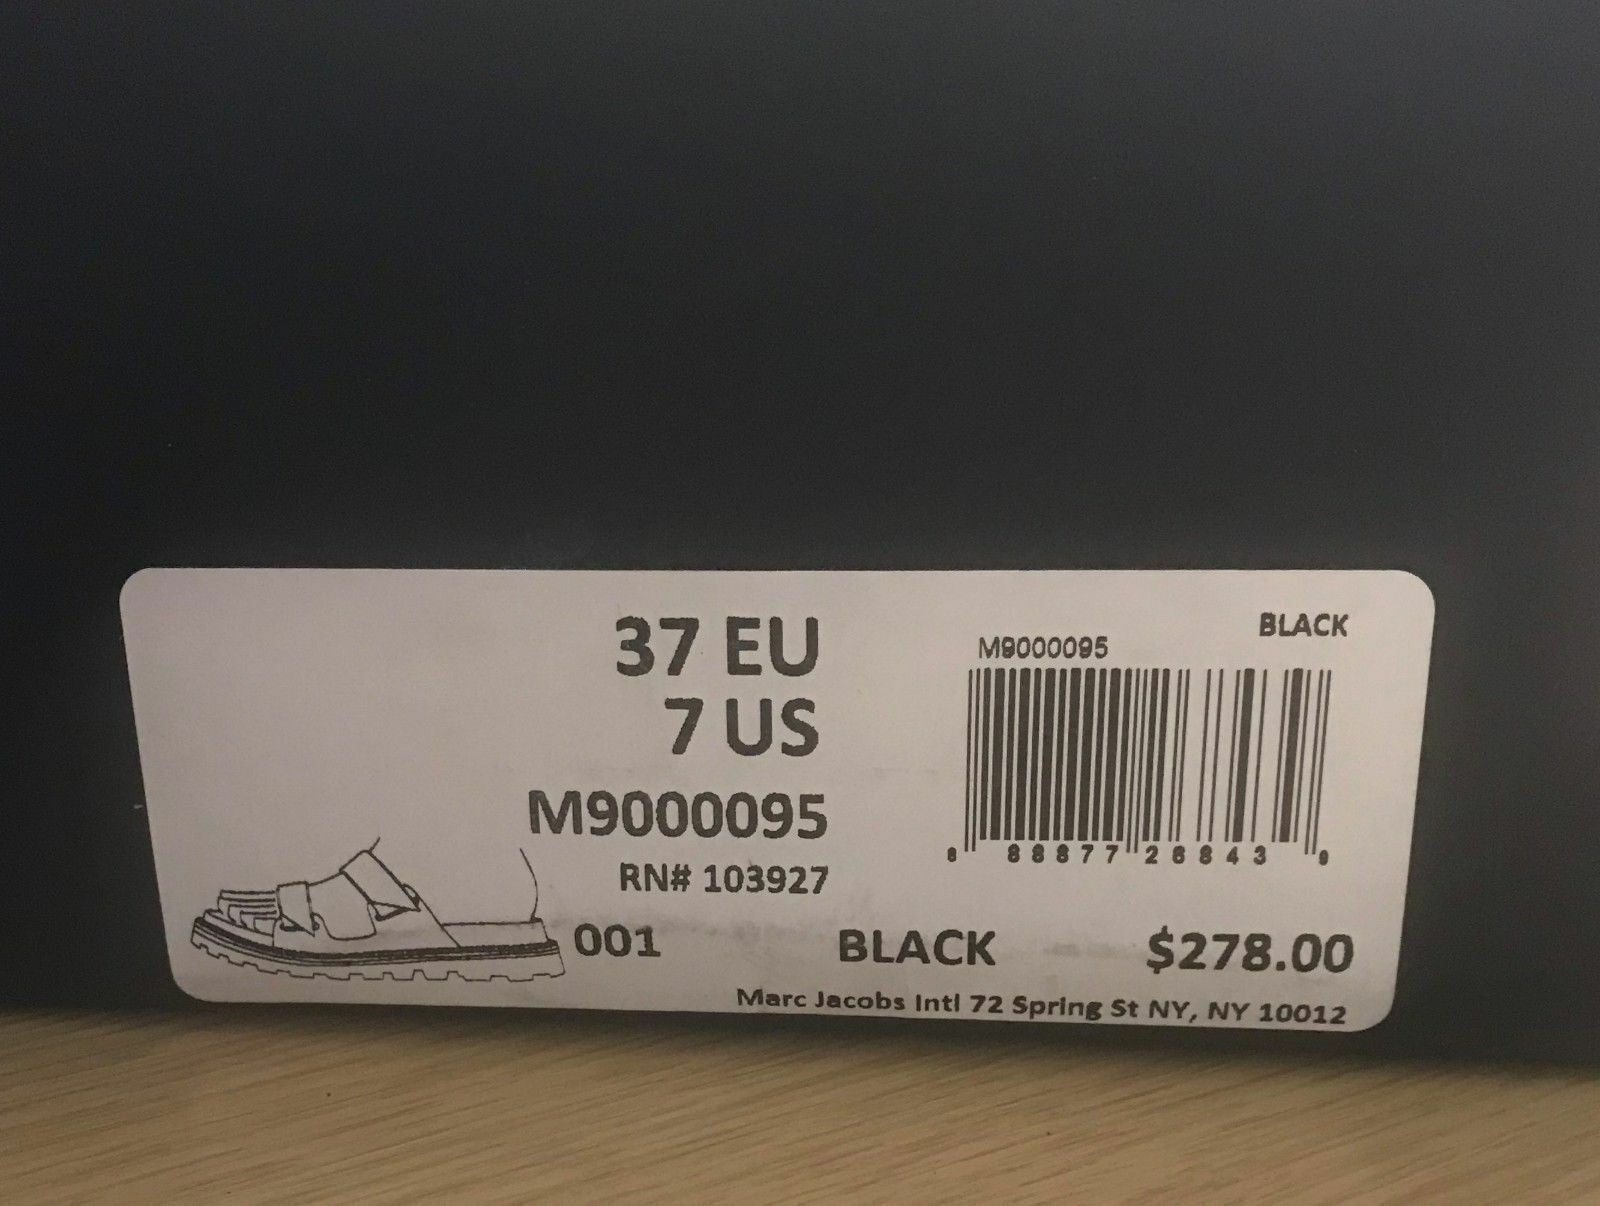 37 EU
7 US
M9000095
RN# 103927
001 BLACK $278.00
Marc Jacobs Intl 72 Spring St NY, NY 10012
BLACK
M9000095
8 88877 26843 9